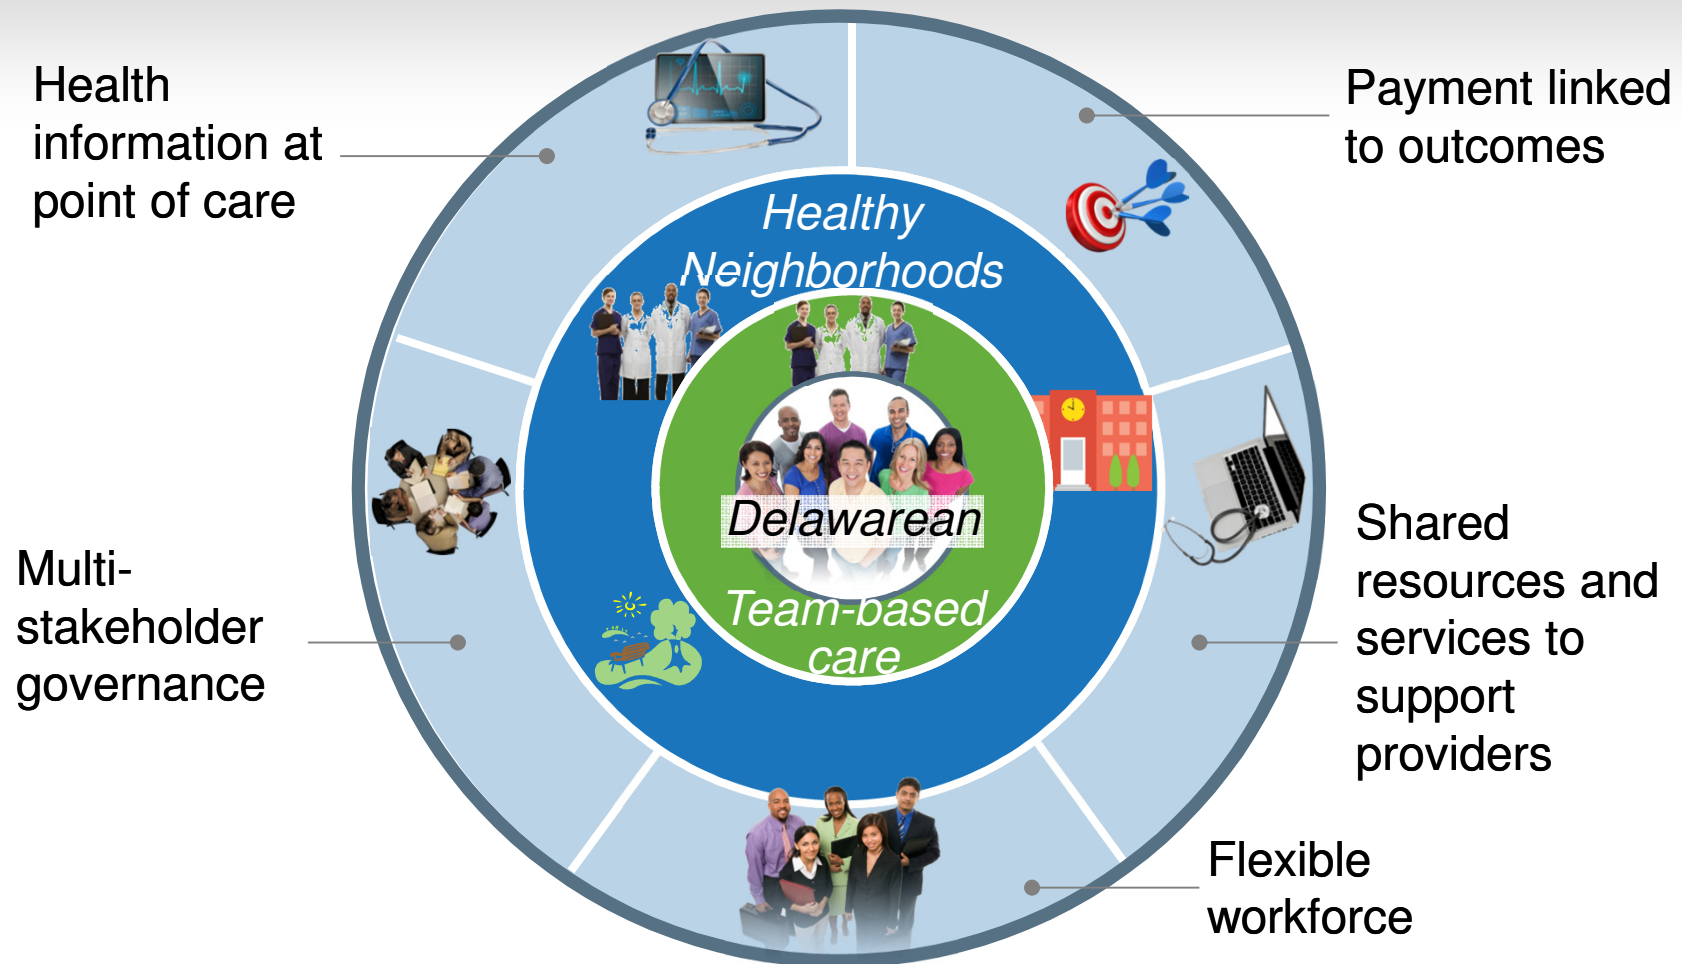 Health
information at
point of care
Payment linked
to outcomes
Healthy
Neighborhoods
Delawarean
Team-based
care
Multi-
stakeholder
governance
Shared
resources and
services to
support
providers
Flexible
workforce